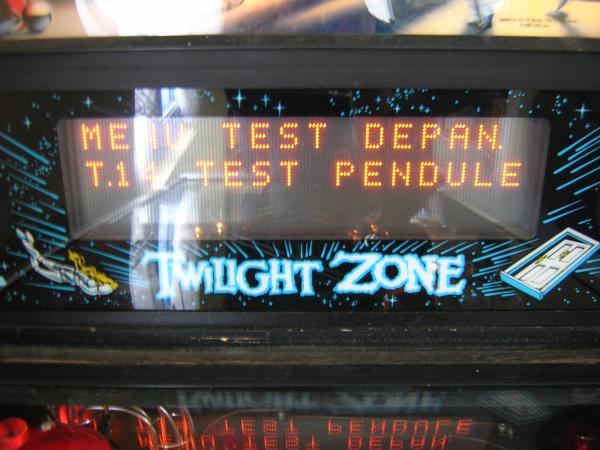 MENU TEST DEPAN.
T.14 TEST PENDULE
TWILIGHT ZONE